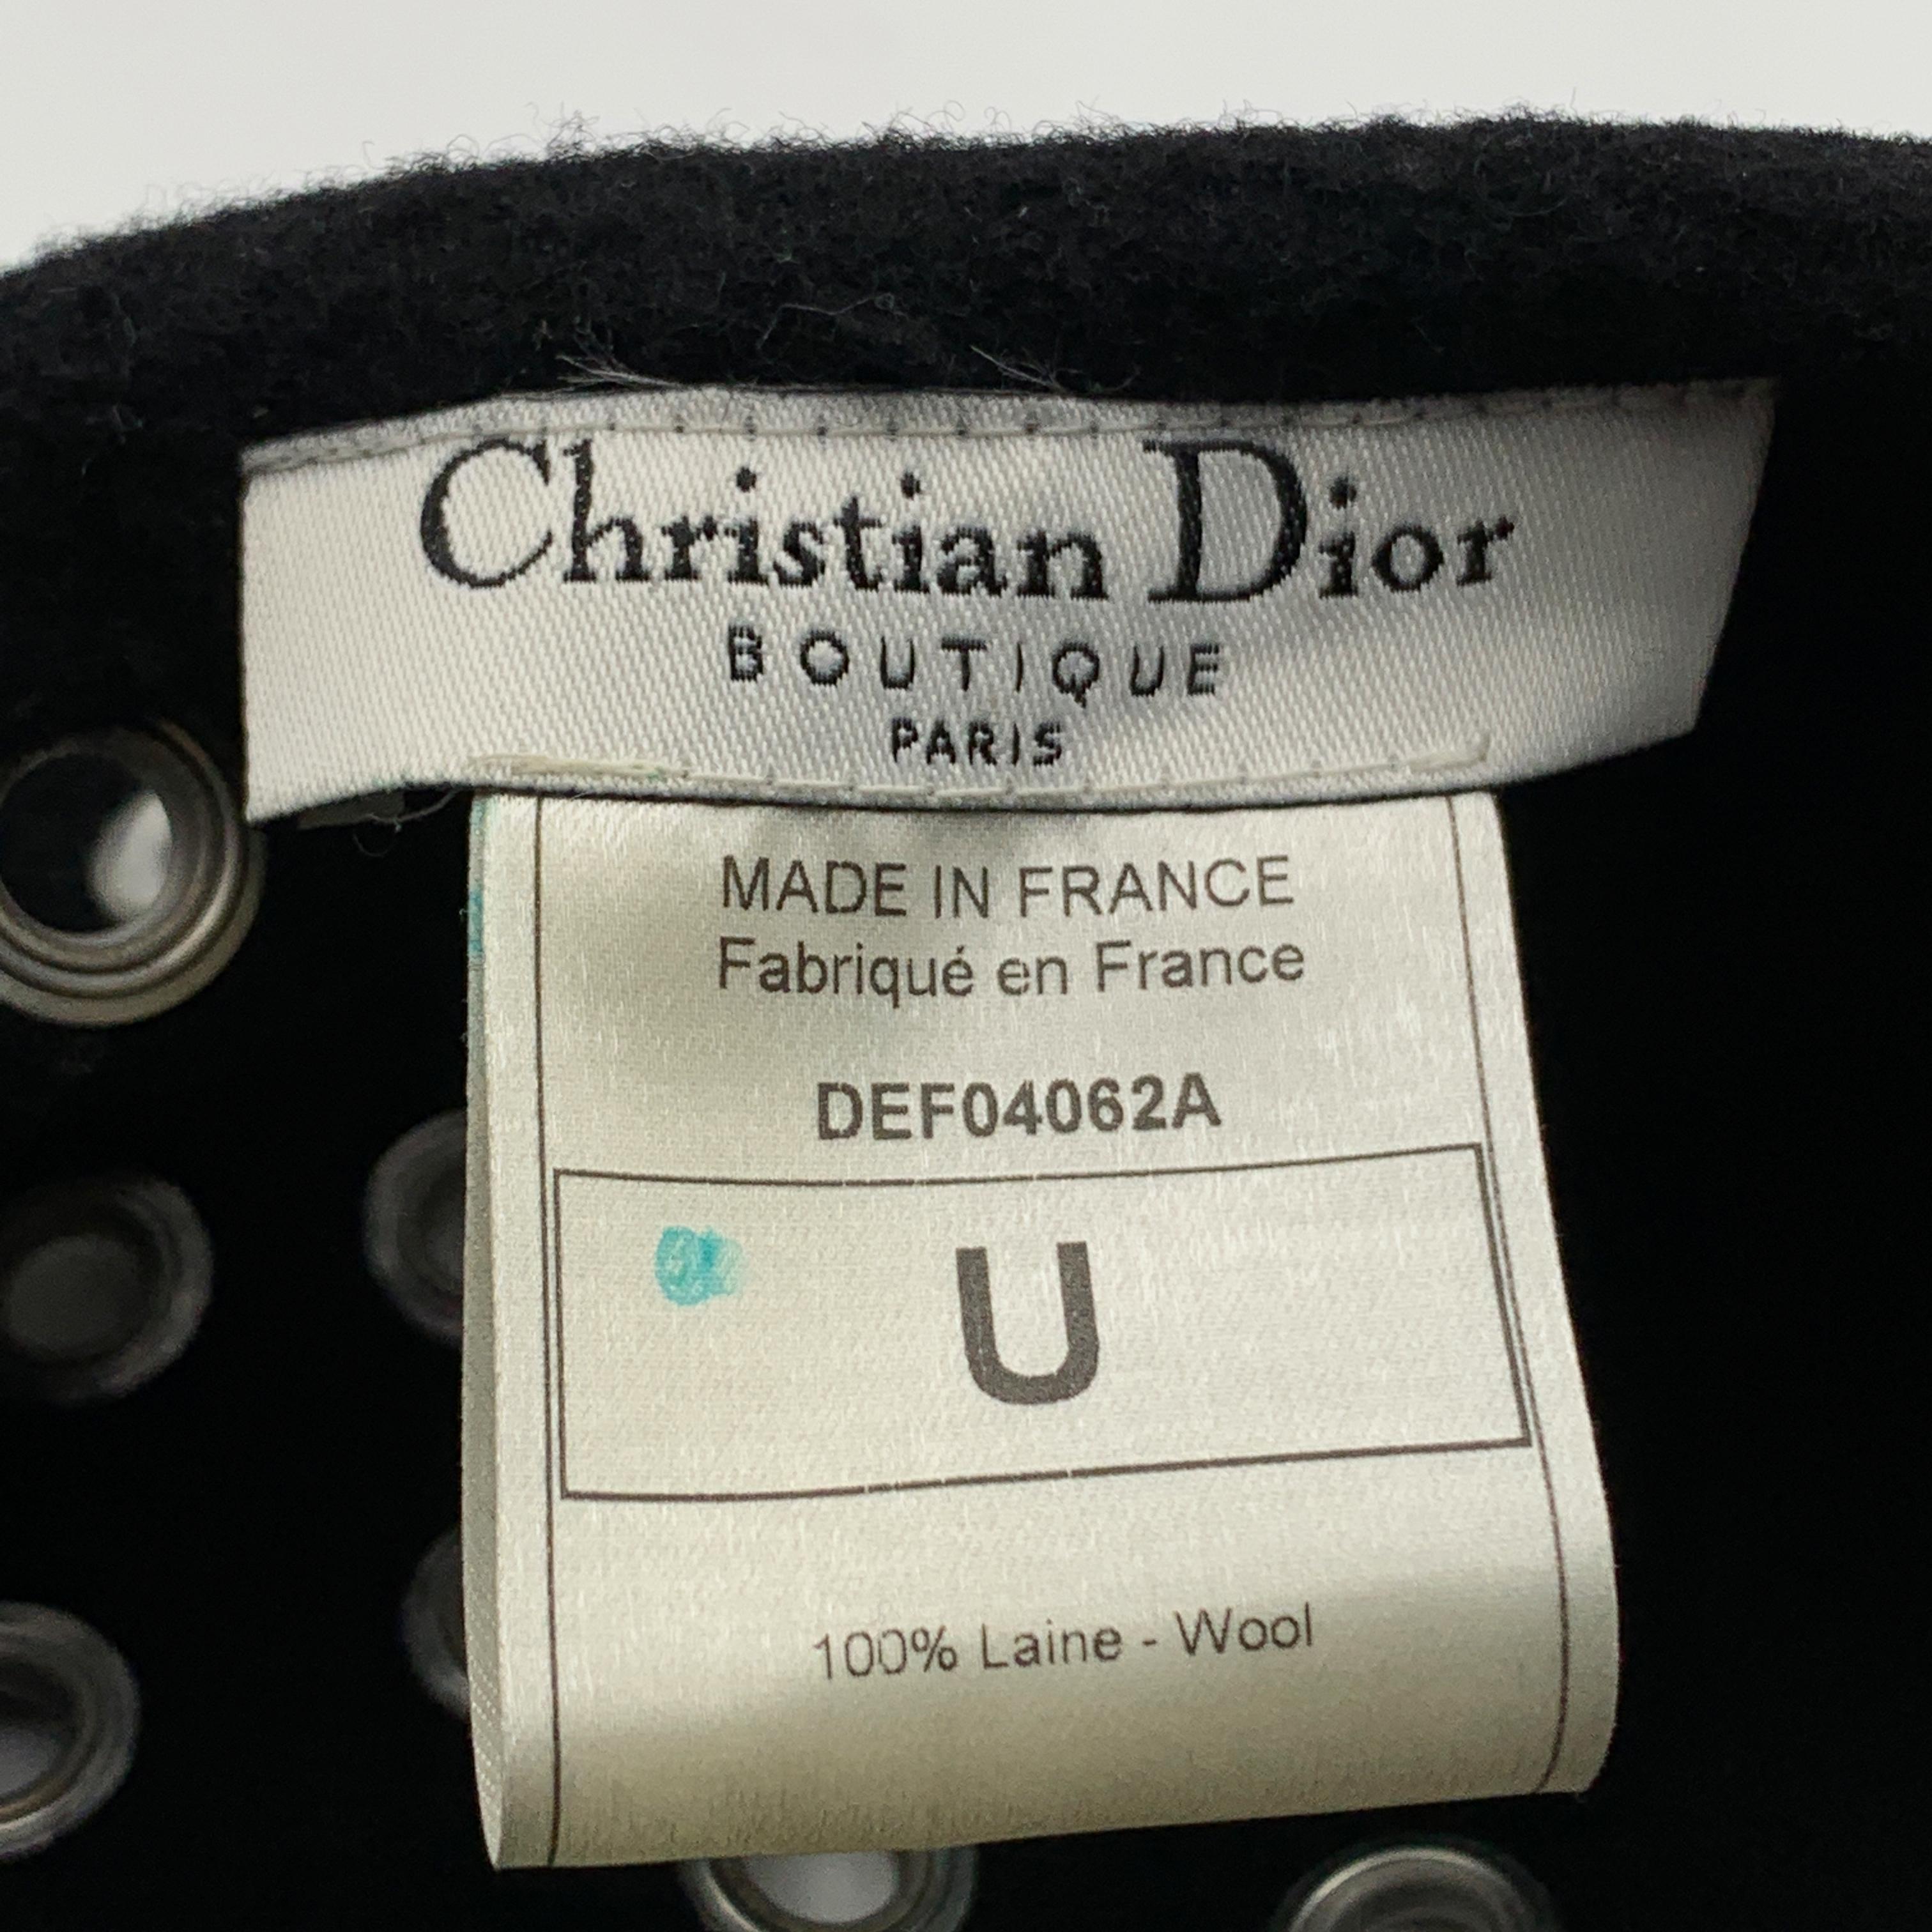 Christian Dior
BOUTIQUE
PARIS
MADE IN FRANCE
Fabriqué en France
DEF04062A
U
100% Laine - Wool